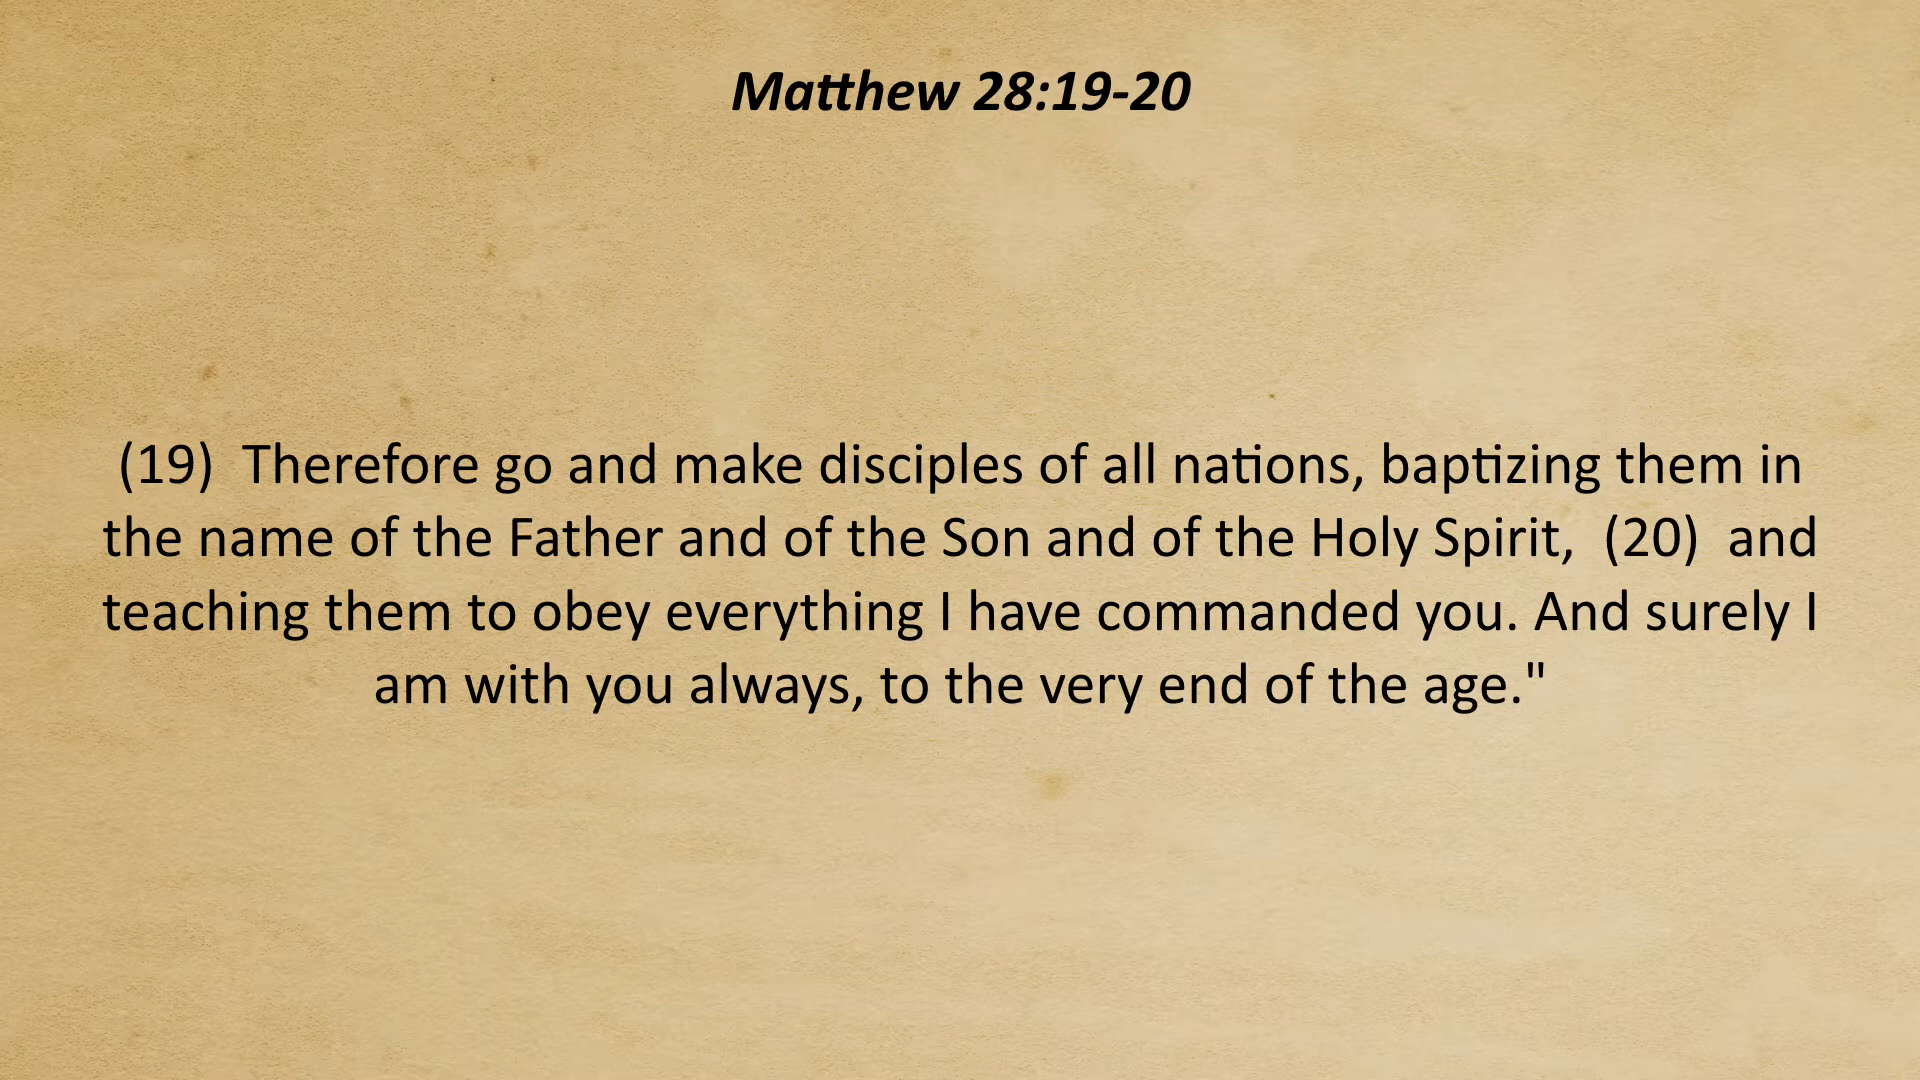 Matthew 28:19-20
(19)  Therefore go and make disciples of all nations, baptizing them in
the name of the Father and of the Son and of the Holy Spirit,  (20)  and
teaching them to obey everything I have commanded you. And surely I
am with you always, to the very end of the age."